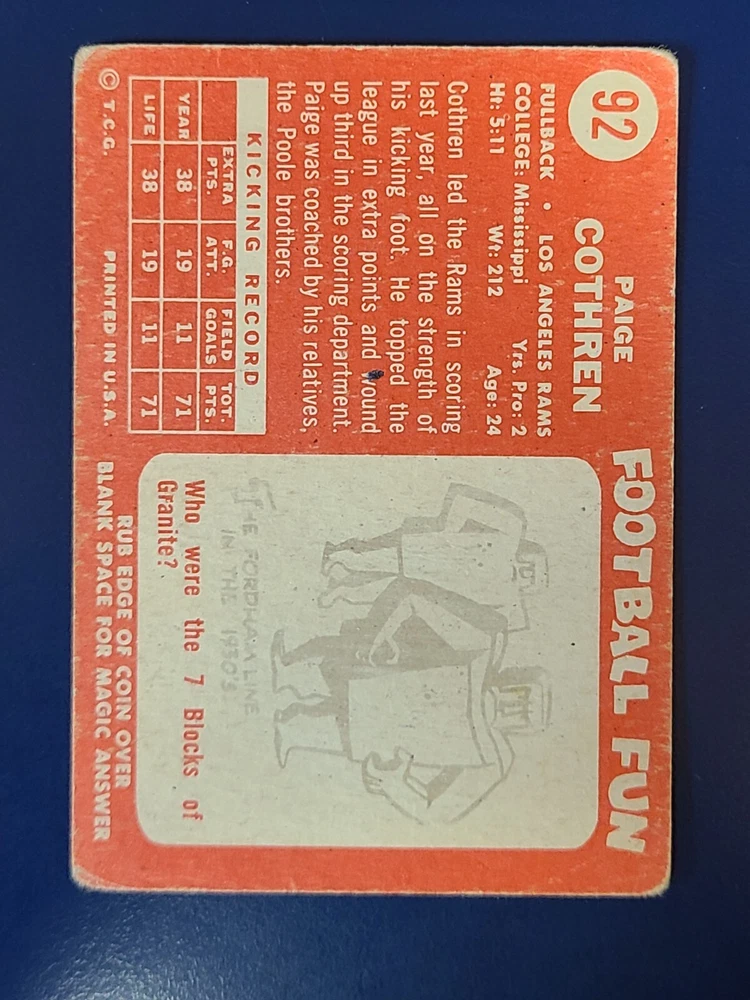 92
PAIGE
COTHREN
FULLBACK • LOS ANGELES RAMS
COLLEGE: Mississippi Yrs. Pro: 2
Ht: 5:11 Wt: 212 Age: 24
Cothren led the Rams in scoring
last year, all on the strength of
his kicking foot. He topped the
league in extra points and wound
up third in the scoring department.
Paige was coached by his relatives,
the Poole brothers.
KICKING RECORD
EXTRA PTS. F.G. ATT. FIELD GOALS TOT. PTS.
YEAR 38 19 11 71
LIFE 38 19 11 71
© T.C.G. PRINTED IN U.S.A.
FOOTBALL FUN
THE FORDHAM LINE
IN THE 1930'S.
Who were the 7 Blocks of
Granite?
RUB EDGE OF COIN OVER
BLANK SPACE FOR MAGIC ANSWER